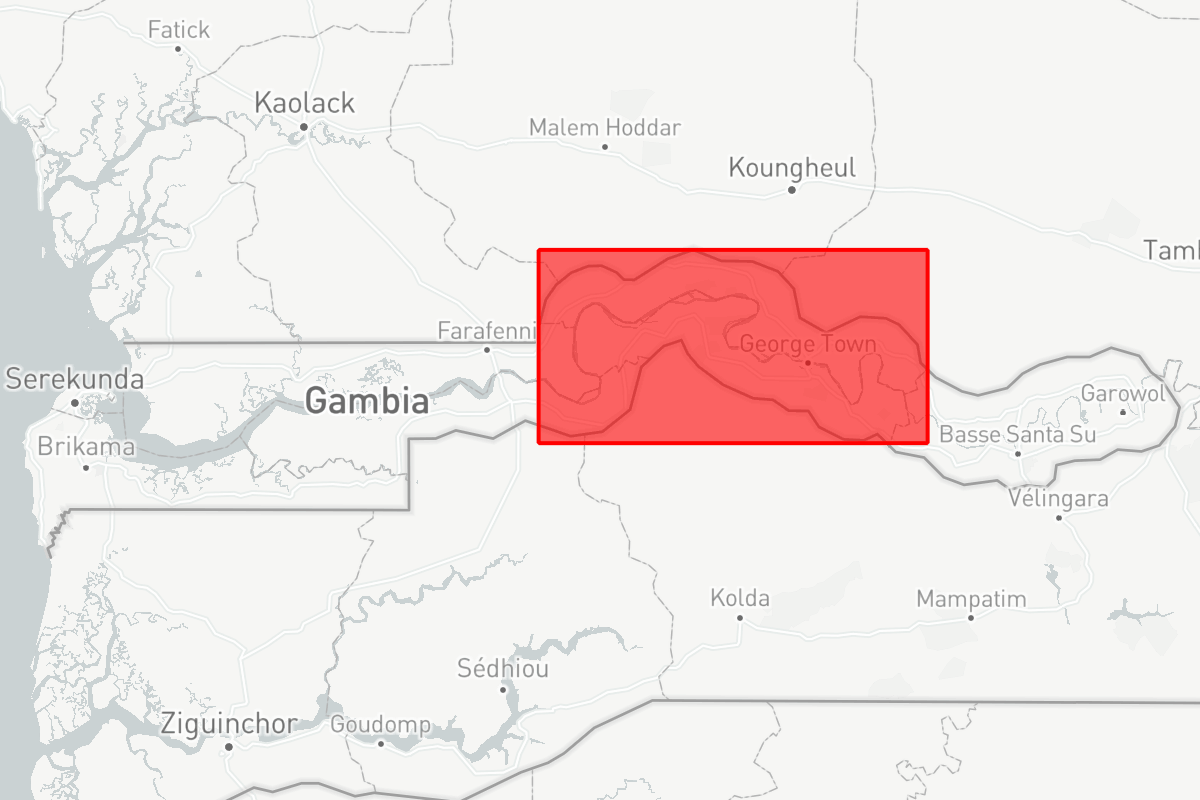 Fatick
Kaolack
Malem Hoddar
Koungheul
Farafenni
George Town
Serekunda
Gambia
Garowol
Brikama
Basse Santa Su
Vélingara
Kolda
Mampatim
Sédhiou
Ziguinchor
Goudomp